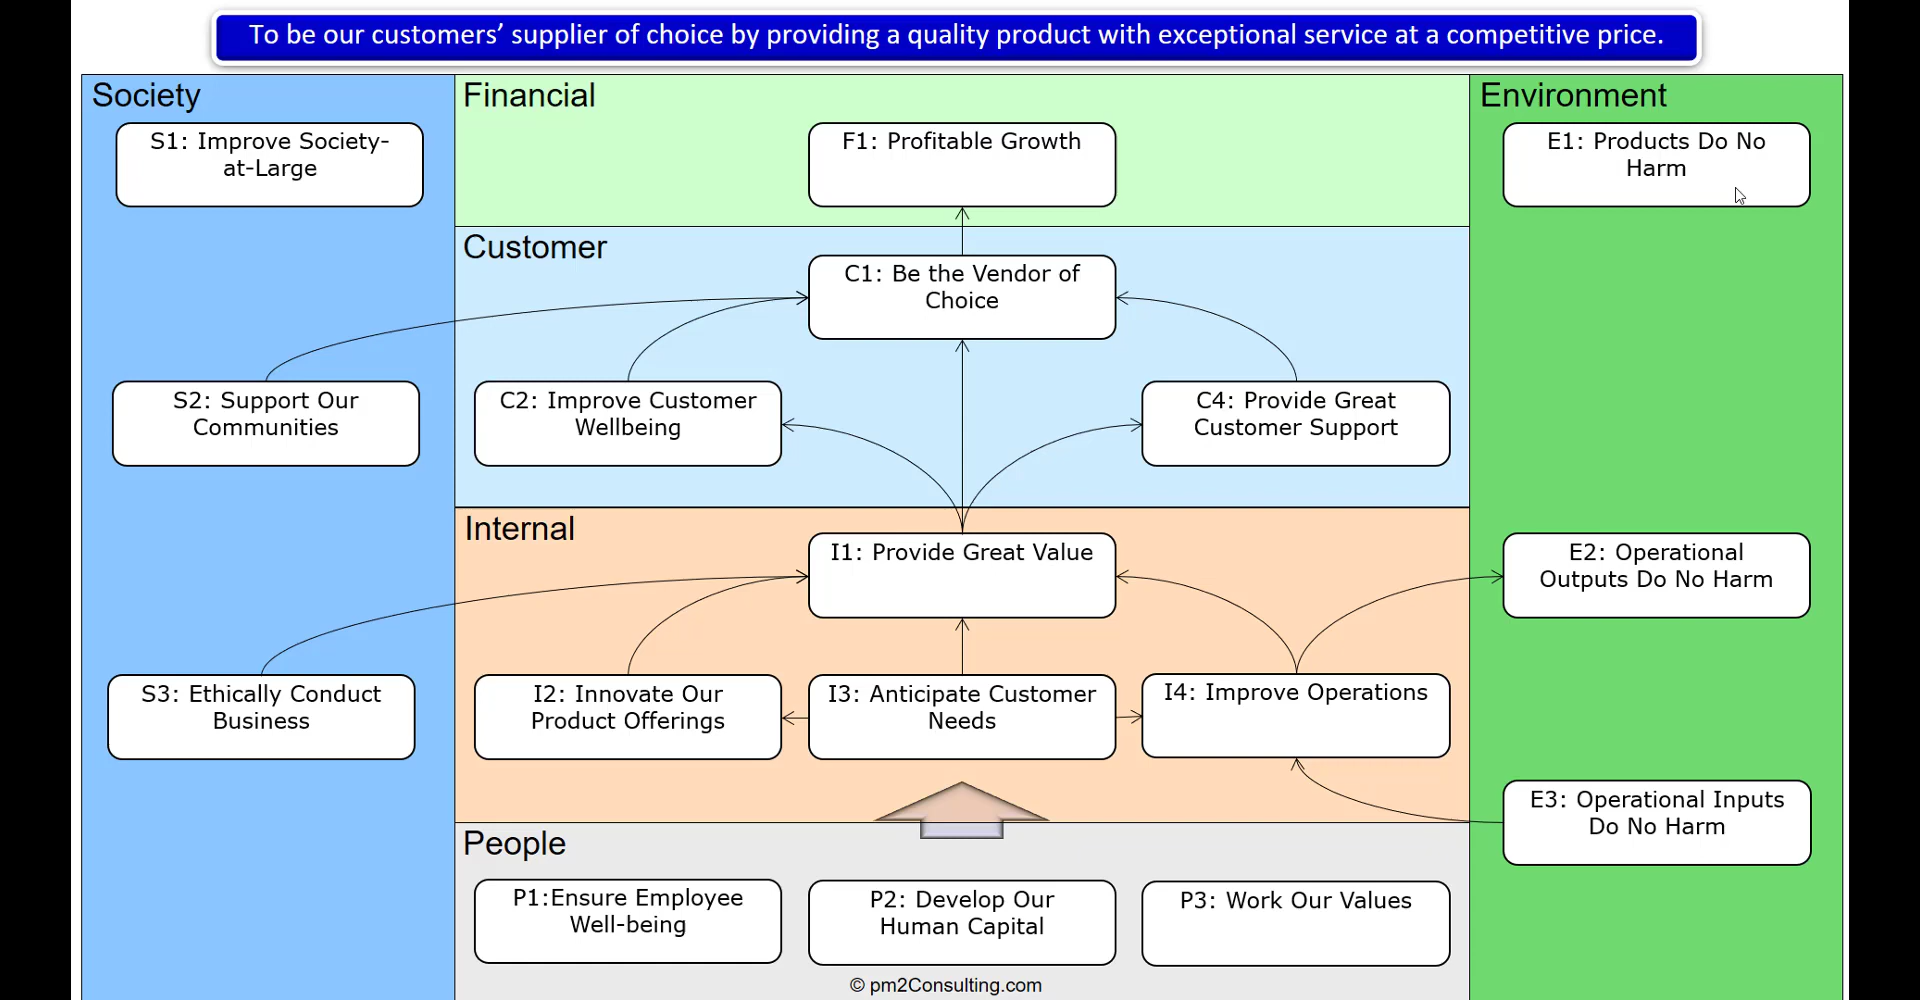 To be our customers’ supplier of choice by providing a quality product with exceptional service at a competitive price.
Society
Financial
Environment
S1: Improve Society-
at-Large
F1: Profitable Growth
E1: Products Do No
Harm
Customer
C1: Be the Vendor of
Choice
S2: Support Our
Communities
C2: Improve Customer
Wellbeing
C4: Provide Great
Customer Support
Internal
I1: Provide Great Value
E2: Operational
Outputs Do No Harm
S3: Ethically Conduct
Business
I2: Innovate Our
Product Offerings
I3: Anticipate Customer
Needs
I4: Improve Operations
E3: Operational Inputs
Do No Harm
People
P1:Ensure Employee
Well-being
P2: Develop Our
Human Capital
P3: Work Our Values
© pm2Consulting.com